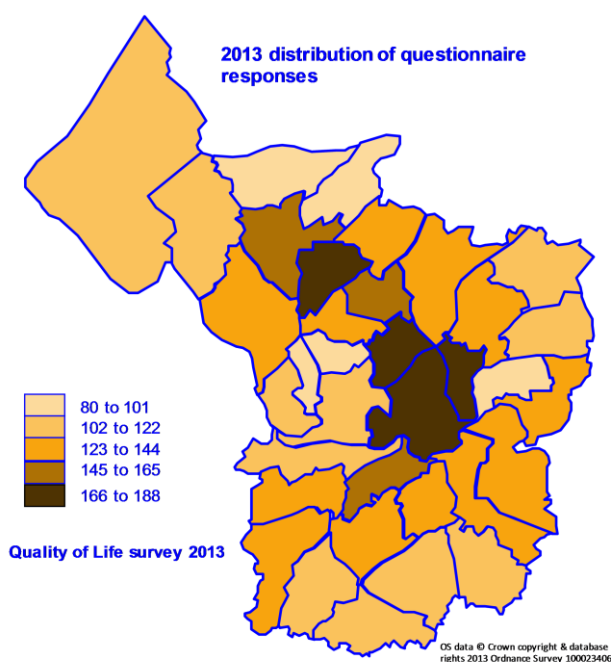 2013 distribution of questionnaire
responses
80 to 101
102 to 122
123 to 144
145 to 165
166 to 188
Quality of Life survey 2013
OS data © Crown copyright & database
rights 2013 Ordnance Survey 100023406